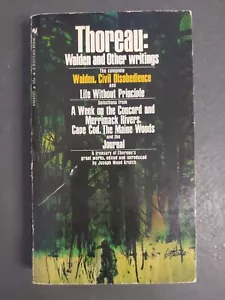 Thoreau:
Walden and Other writings
The complete
Walden, Civil Disobedience
and
Life Without Principle
Selections from
A Week on the Concord and
Merrimack Rivers,
Cape Cod, The Maine Woods
and the
Journal
A treasury of Thoreau's
great works, edited and introduced
by Joseph Wood Krutch